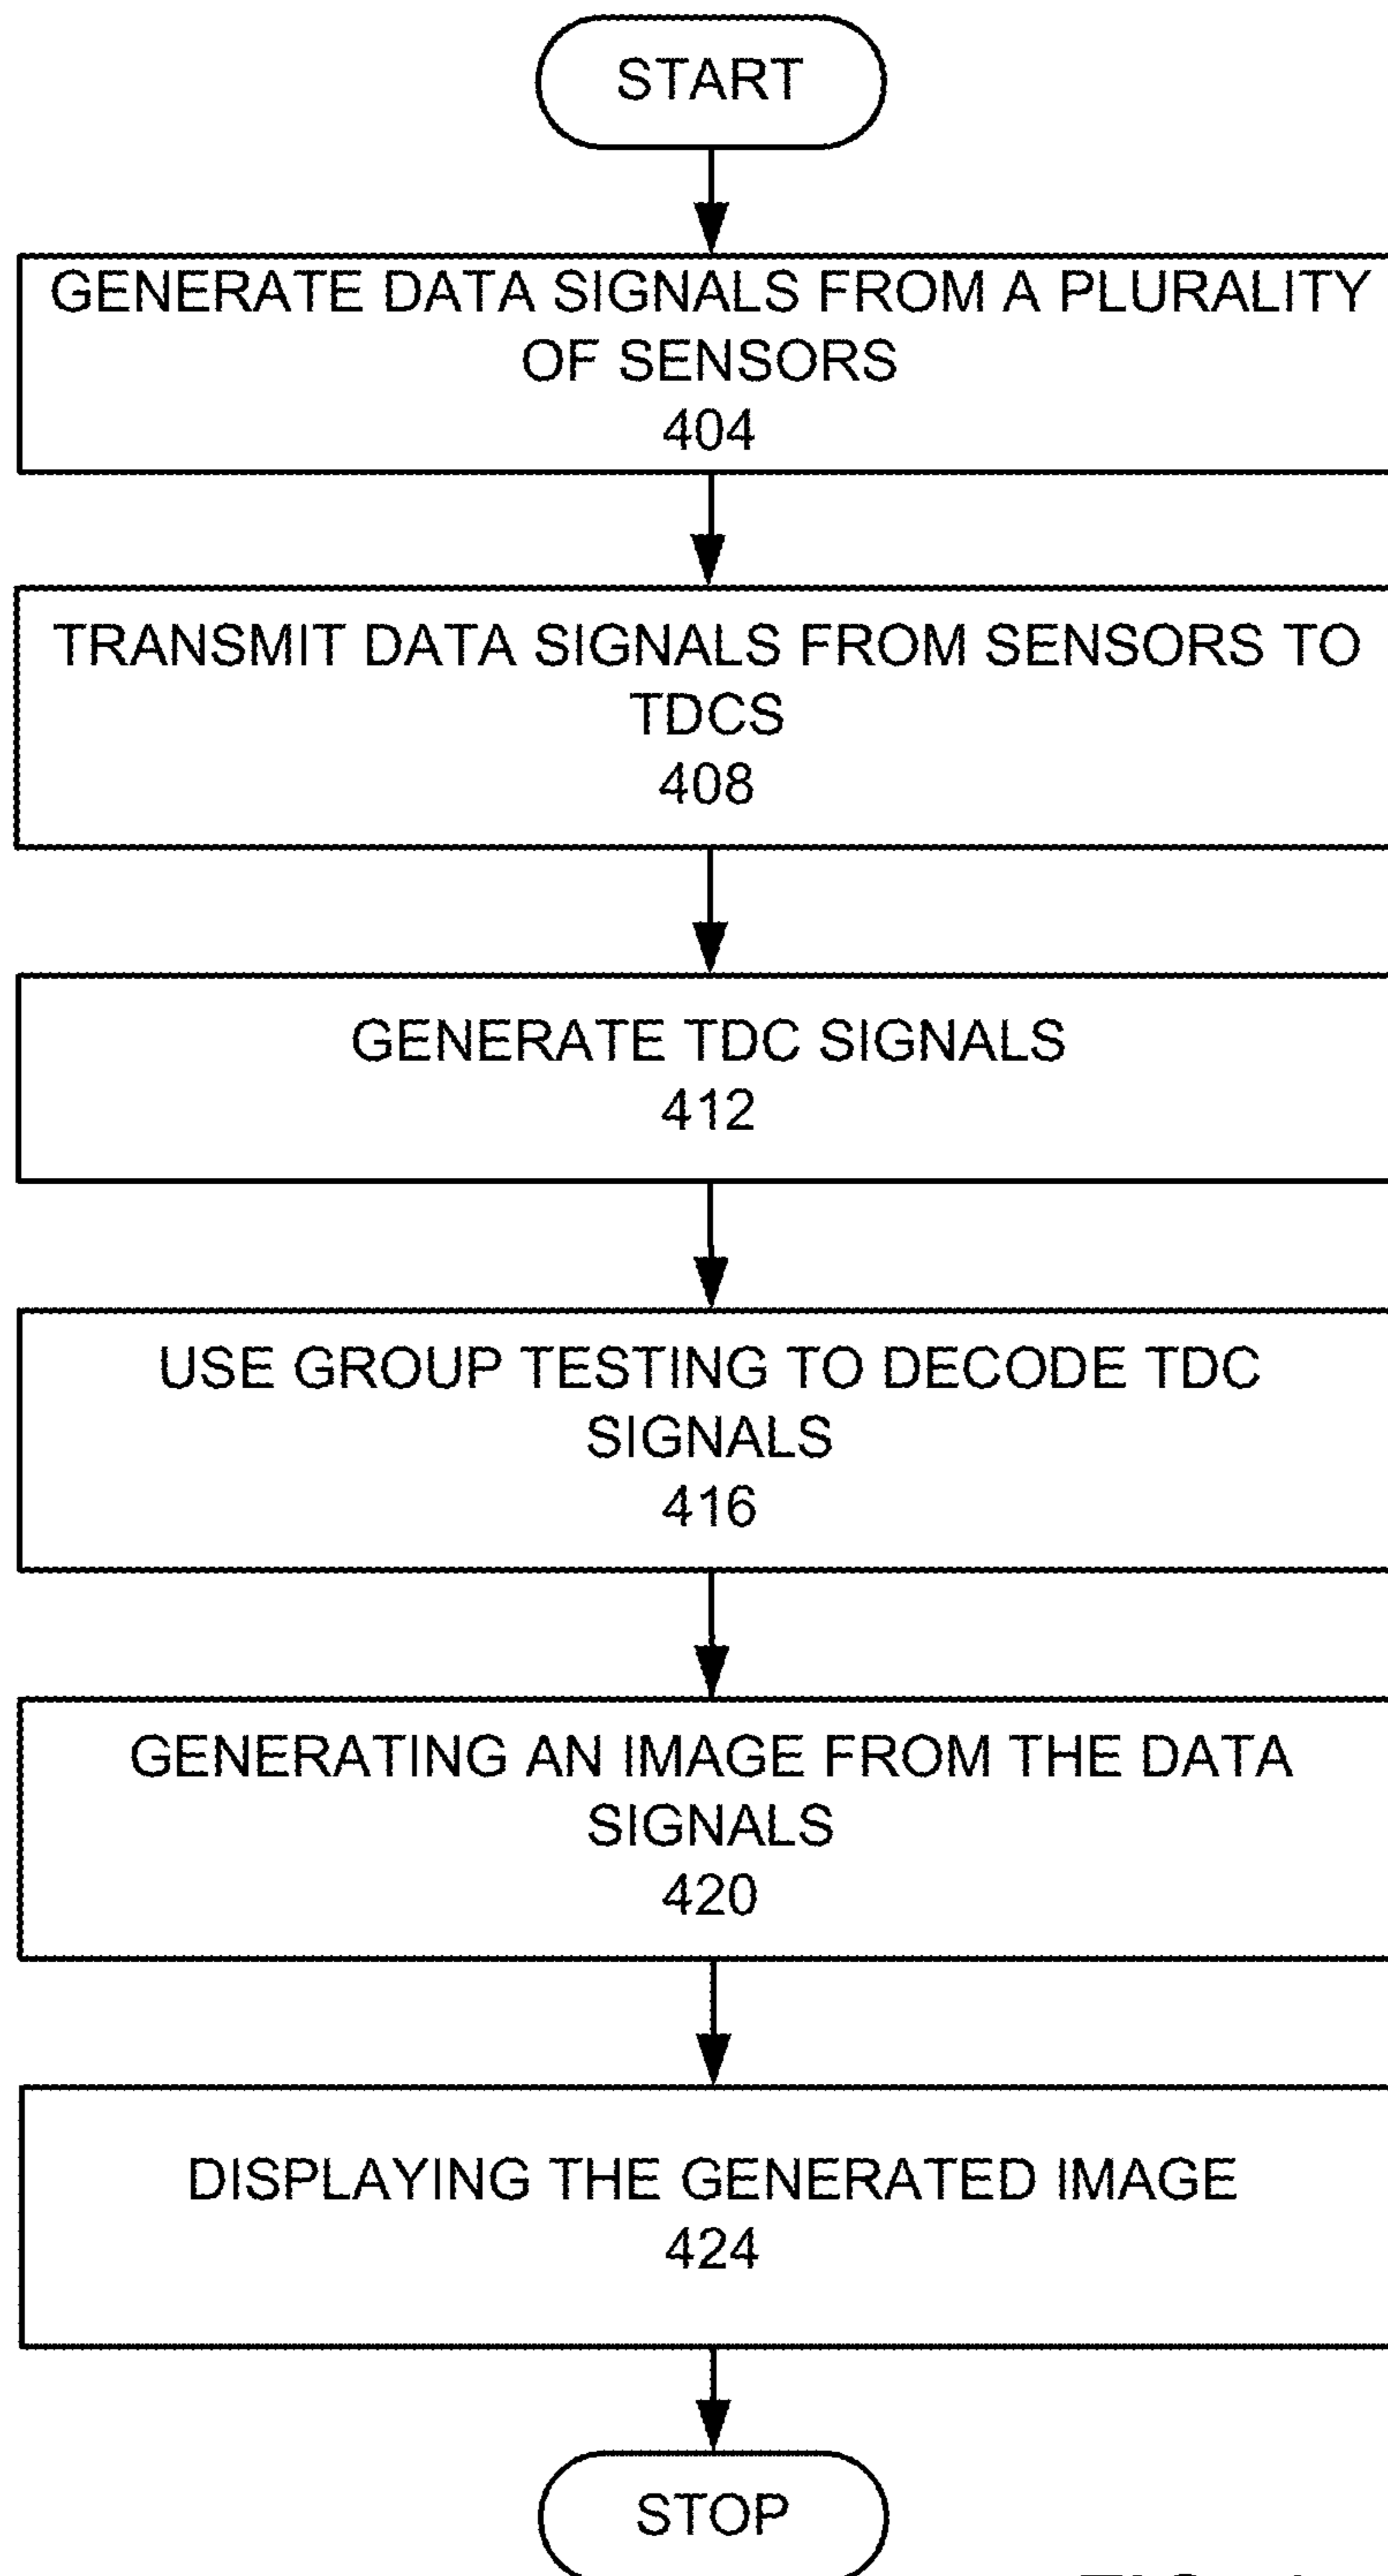 START
GENERATE DATA SIGNALS FROM A PLURALITY
OF SENSORS
404
TRANSMIT DATA SIGNALS FROM SENSORS TO
TDCS
408
GENERATE TDC SIGNALS
412
USE GROUP TESTING TO DECODE TDC
SIGNALS
416
GENERATING AN IMAGE FROM THE DATA
SIGNALS
420
DISPLAYING THE GENERATED IMAGE
424
STOP